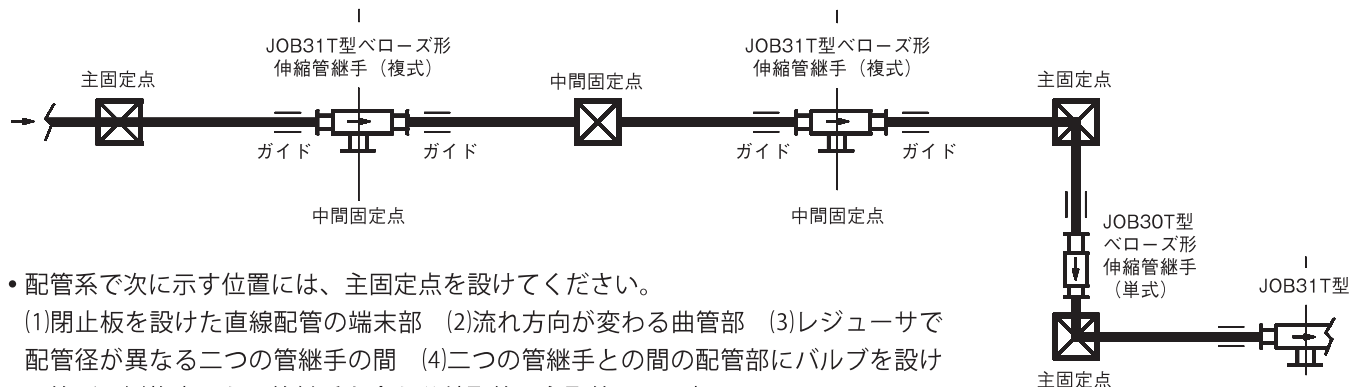 JOB31T型ベローズ形
伸縮管継手（複式）
JOB31T型ベローズ形
伸縮管継手（複式）
主固定点
中間固定点
主固定点
ガイド
ガイド
ガイド
ガイド
中間固定点
中間固定点
JOB30T型
ベローズ形
伸縮管継手
（単式）
JOB31T型
主固定点
• 配管系で次に示す位置には、主固定点を設けてください。
⑴閉止板を設けた直線配管の端末部　⑵流れ方向が変わる曲管部　⑶レジューサで
配管径が異なる二つの管継手の間　⑷二つの管継手との間の配管部にバルブを設け